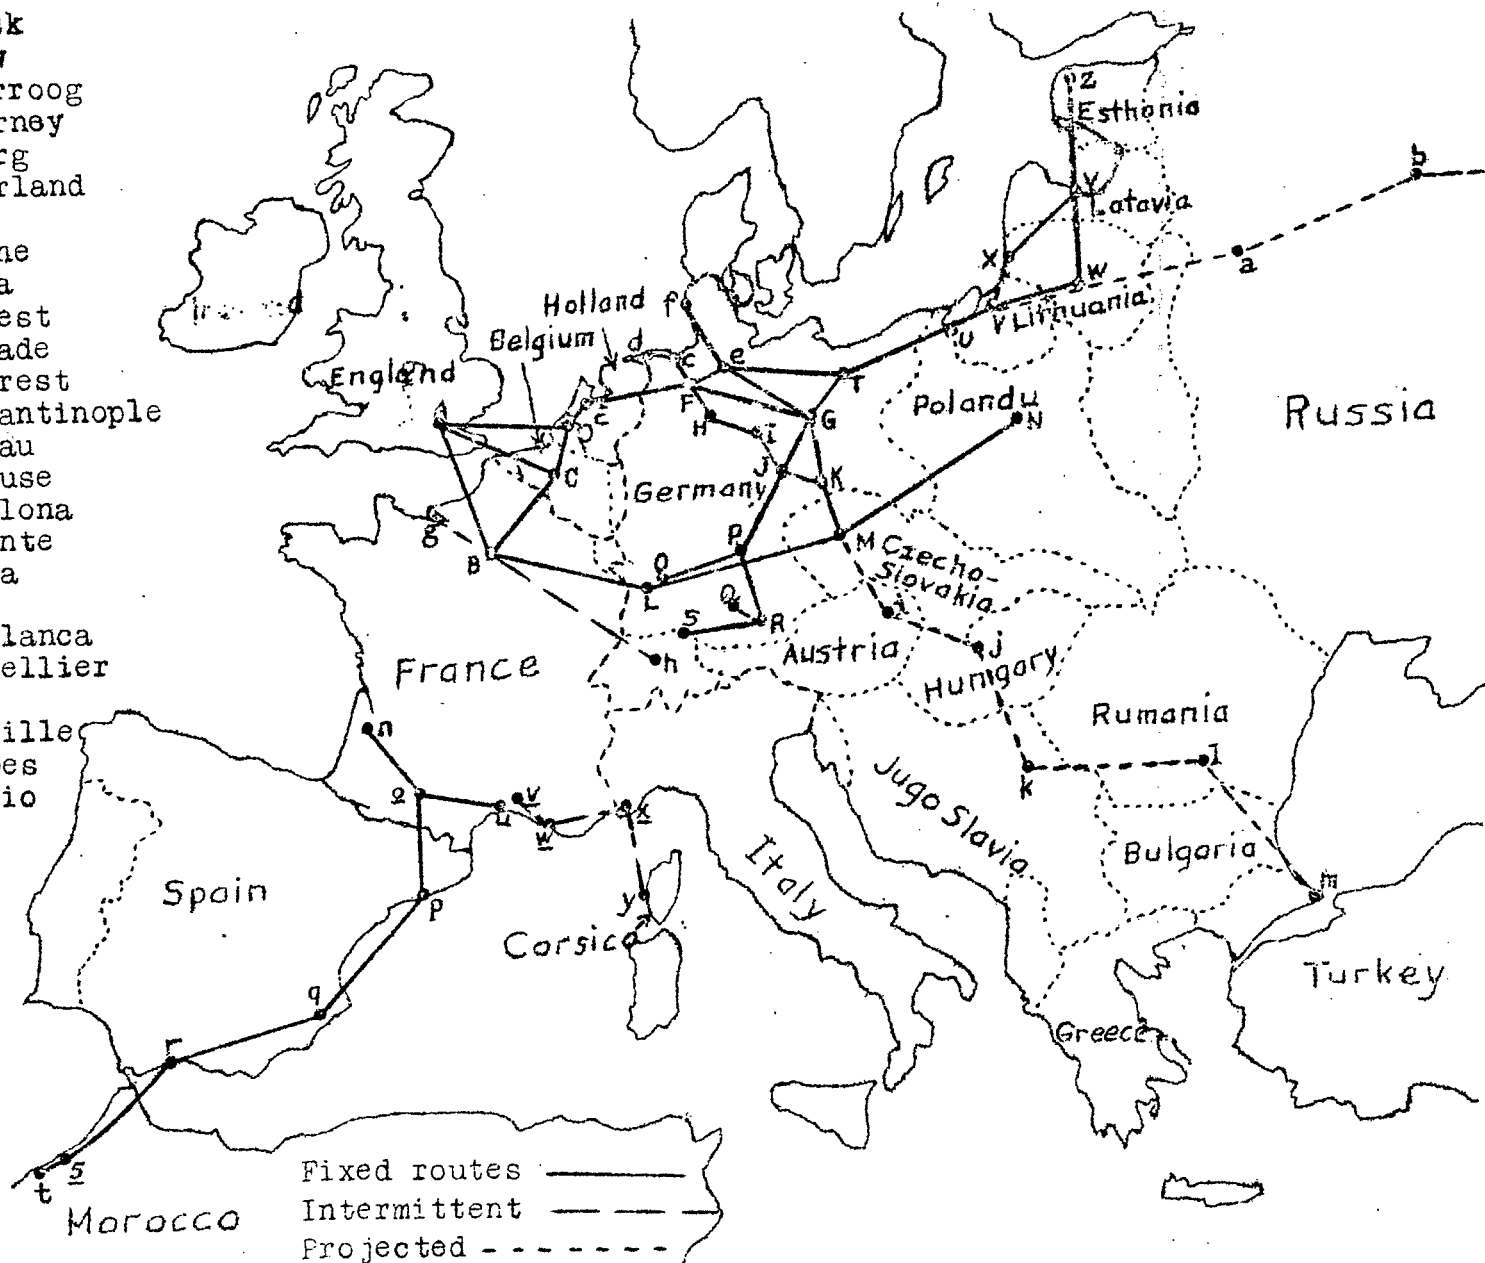 k
rroog
rney
rg
rland
ne
a
est
ade
rest
antinople
au
use
lona
nte
a
lanca
ellier
ille
es
io
Z
Esthonia
b
Y
Latavia
X
W
a
Holland
f
V
Lithuania
Belgium
d
c
e
U
England
T
E
F
Poland
Russia
D
H
G
N
i
J
C
Germany
K
g
P
M
Czecho-
Slovakia
B
O
L
Q
S
R
i
France
h
Austria
j
Hungary
n
Rumania
l
o
u
v
w
x
k
Jugo Slavia
Spain
p
Italy
Bulgaria
m
y
Corsica
q
Turkey
Greece
r
s
t
Morocco
Fixed routes
Intermittent
Projected